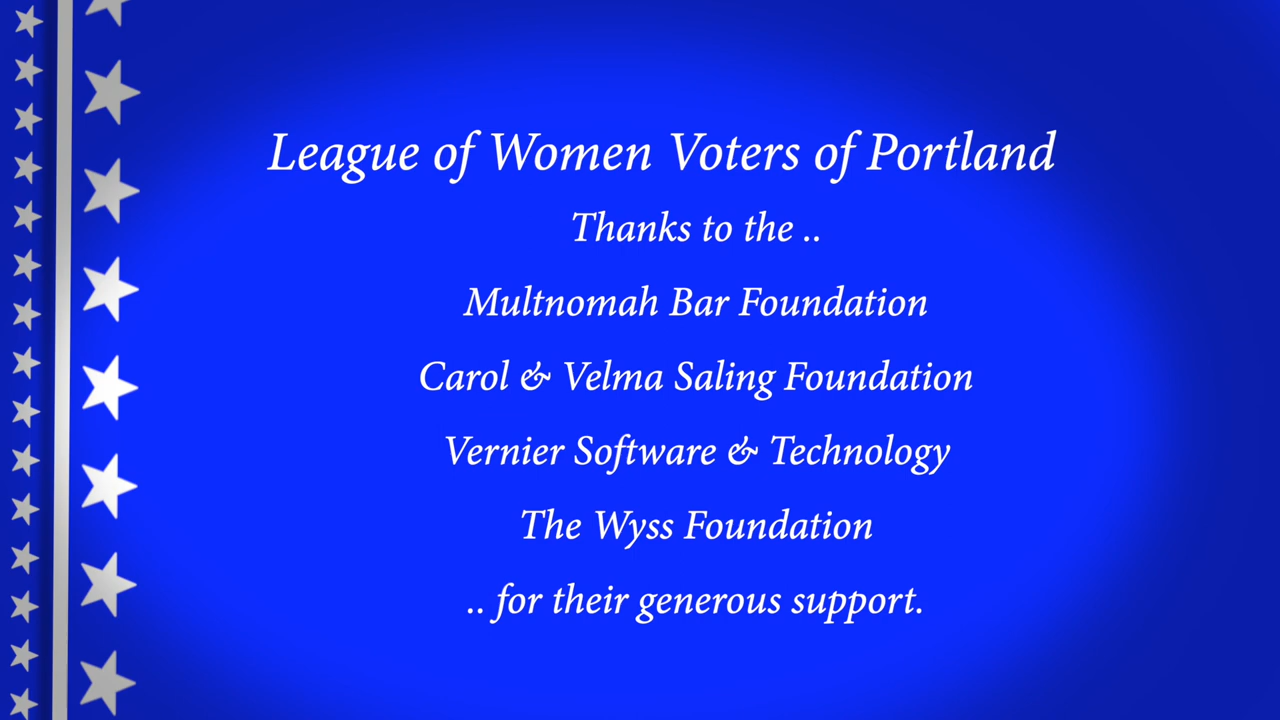 League of Women Voters of Portland
Thanks to the ..
Multnomah Bar Foundation
Carol & Velma Saling Foundation
Vernier Software & Technology
The Wyss Foundation
.. for their generous support.